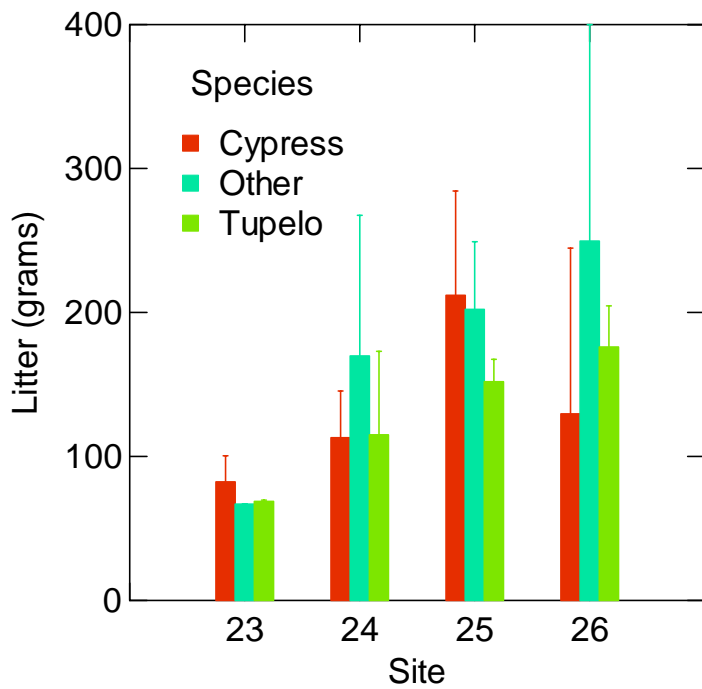 400
300
200
100
0
Litter (grams)
Species
Cypress
Other
Tupelo
23 24 25 26
Site